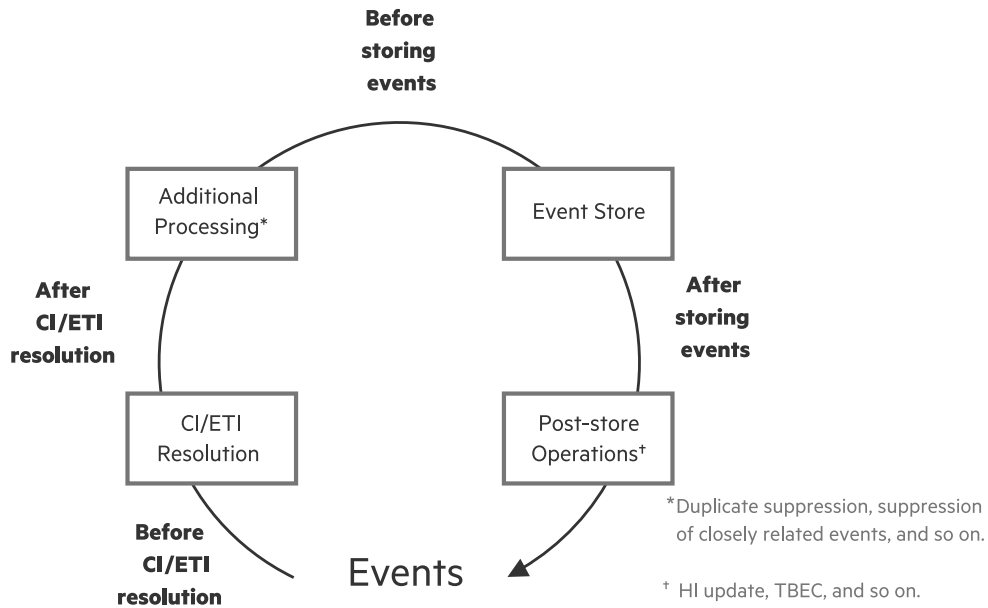 Before
storing
events
Additional
Processing*
Event Store
After
CI/ETI
resolution
After
storing
events
CI/ETI
Resolution
Post-store
Operations†
Before
CI/ETI
resolution
Events
*Duplicate suppression, suppression
of closely related events, and so on.
† HI update, TBEC, and so on.